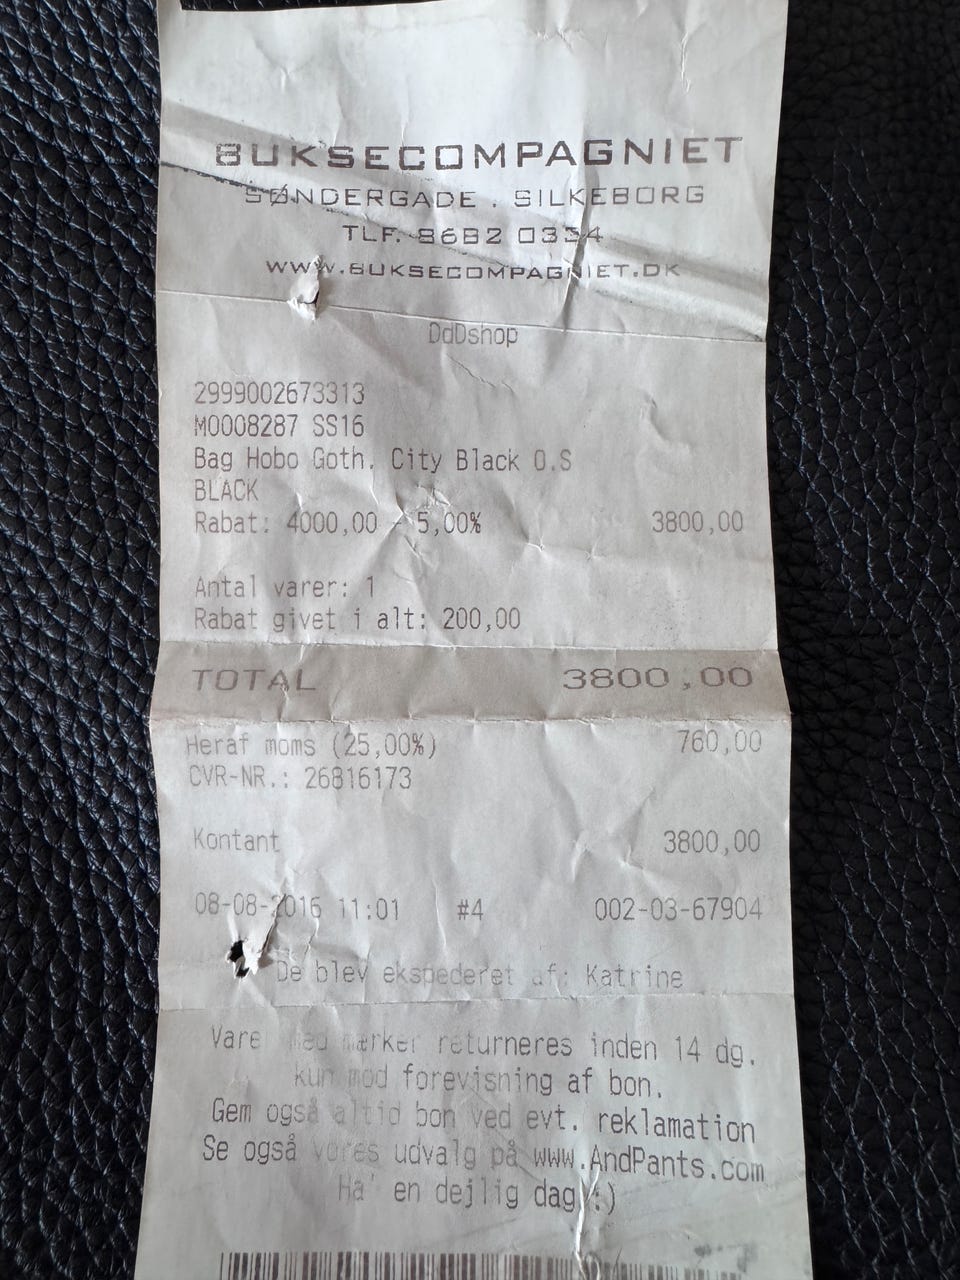 BUKSECOMPAGNIET
SØNDERGADE . SILKEBORG
TLF. 8682 0334
WWW.BUKSECOMPAGNIET.DK
DdDshop
2999002673313
M0008287 SS16
Bag Hobo Goth. City Black O.S
BLACK
Rabat: 4000,00 - 5,00% 3800,00
Antal varer: 1
Rabat givet i alt: 200,00
TOTAL 3800,00
Heraf moms (25,00%) 760,00
CVR-NR.: 26816173
Kontant 3800,00
08-08-2016 11:01 #4 002-03-67904
De blev ekspederet af: Katrine
Varer med mærker returneres inden 14 dg.
kun mod forevisning af bon.
Gem også altid bon ved evt. reklamation
Se også vores udvalg på www.AndPants.com
Ha' en dejlig dag :)